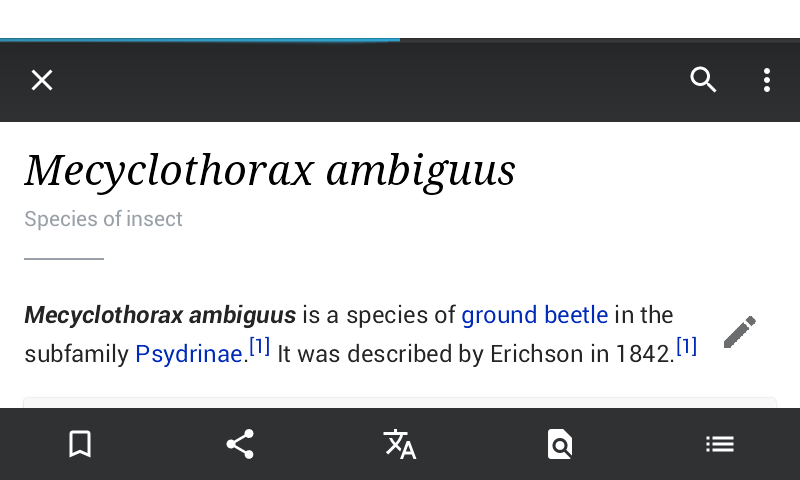 Mecyclothorax ambiguus
Species of insect
Mecyclothorax ambiguus is a species of ground beetle in the
subfamily Psydrinae.[1] It was described by Erichson in 1842.[1]